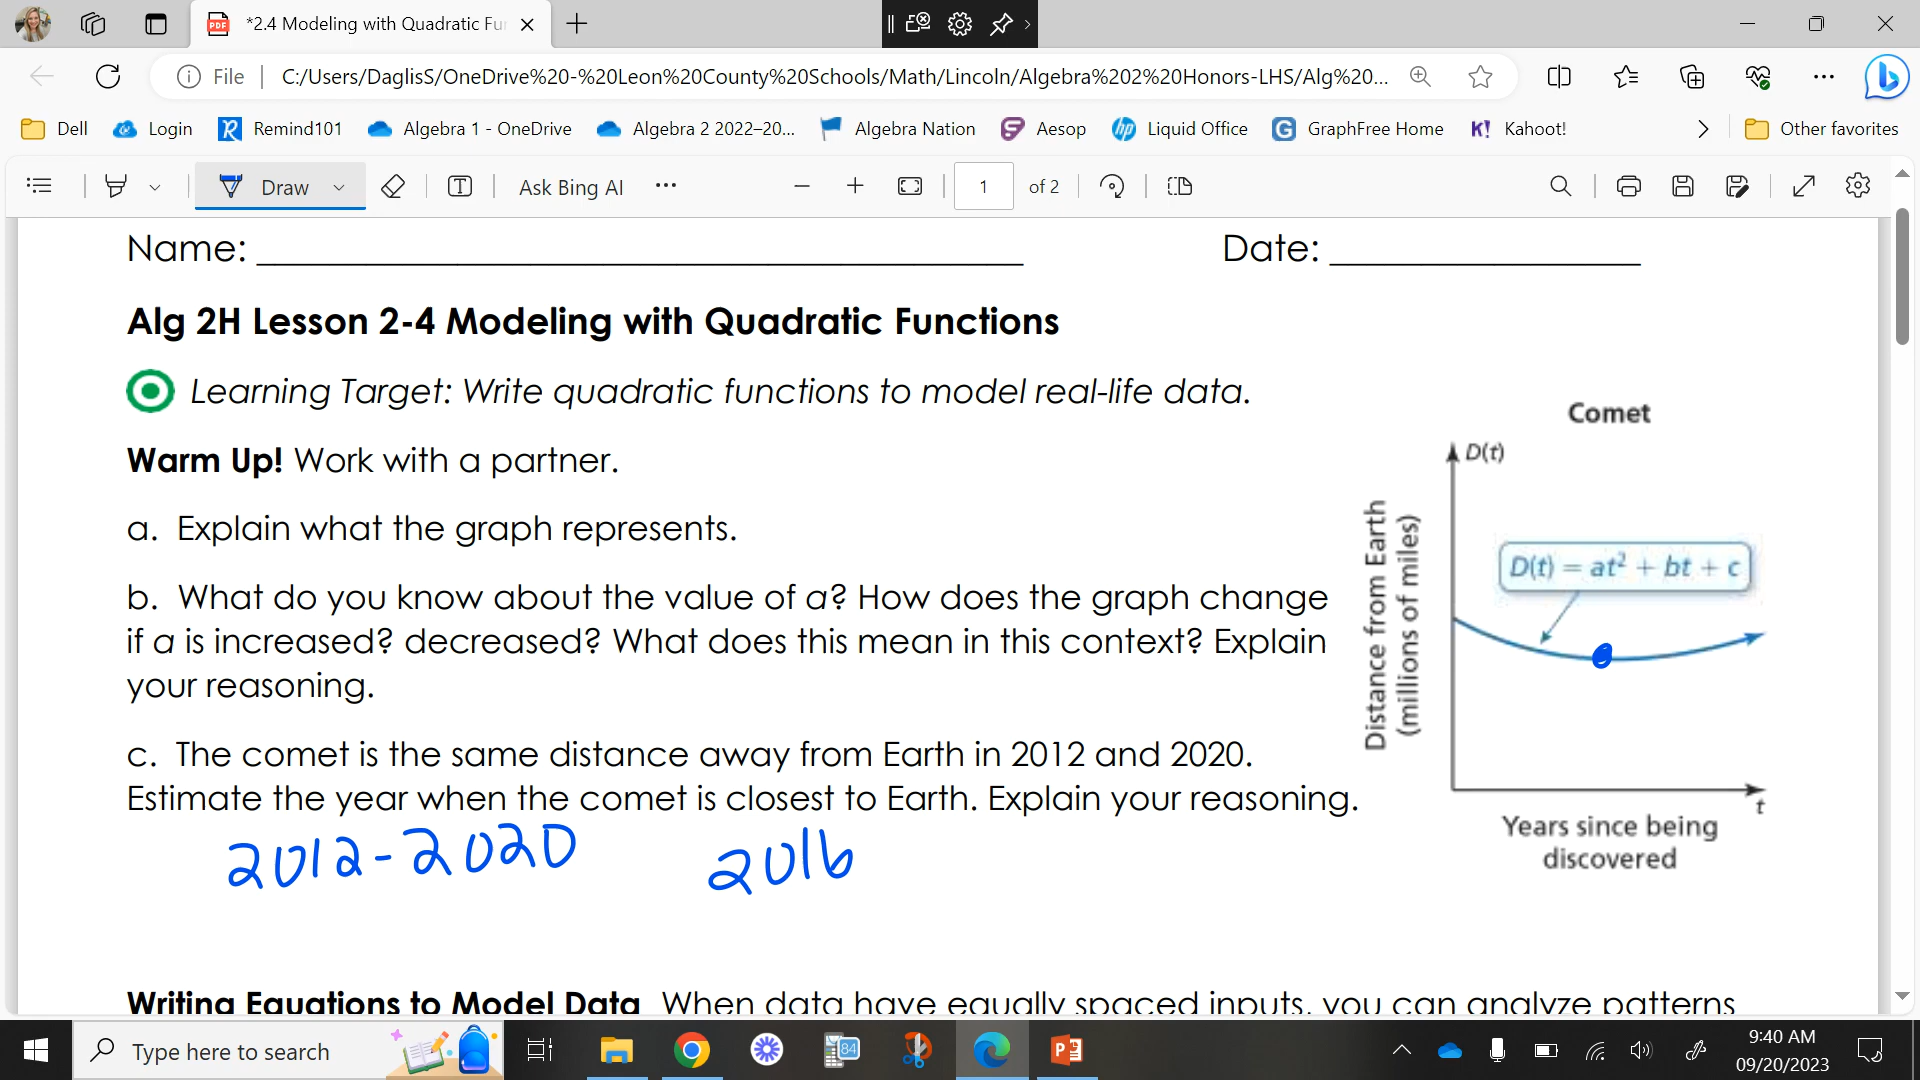 *2.4 Modeling with Quadratic Fu
File
C:/Users/DaglisS/OneDrive%20-%20Leon%20County%20Schools/Math/Lincoln/Algebra%202%20Honors-LHS/Alg%20...
Dell Login Remind101 Algebra 1 - OneDrive Algebra 2 2022–20... Algebra Nation Aesop Liquid Office GraphFree Home Kahoot! Other favorites
Draw Ask Bing AI 1 of 2
Name: Date:
Alg 2H Lesson 2-4 Modeling with Quadratic Functions
Learning Target: Write quadratic functions to model real-life data.
Warm Up! Work with a partner.
a. Explain what the graph represents.
b. What do you know about the value of a? How does the graph change
if a is increased? decreased? What does this mean in this context? Explain
your reasoning.
c. The comet is the same distance away from Earth in 2012 and 2020.
Estimate the year when the comet is closest to Earth. Explain your reasoning.
2012-2020 2016
Comet
D(t)
D(t) = at² + bt + c
Distance from Earth
(millions of miles)
t
Years since being
discovered
Writing Equations to Model Data When data have equally spaced inputs, you can analyze patterns
Type here to search
84
9:40 AM
09/20/2023